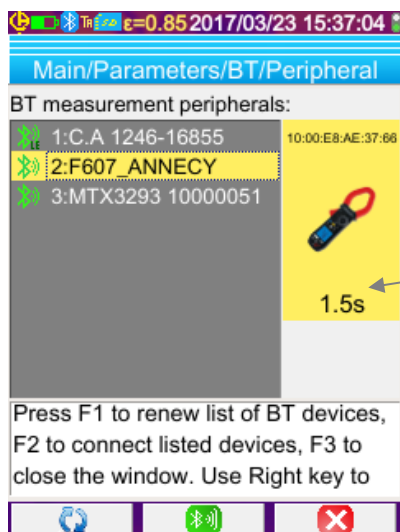 ε=0.85 2017/03/23 15:37:04
Main/Parameters/BT/Peripheral
BT measurement peripherals:
1:C.A 1246-16855
10:00:E8:AE:37:66
2:F607_ANNECY
3:MTX3293 10000051
1.5s
Press F1 to renew list of BT devices,
F2 to connect listed devices, F3 to
close the window. Use Right key to